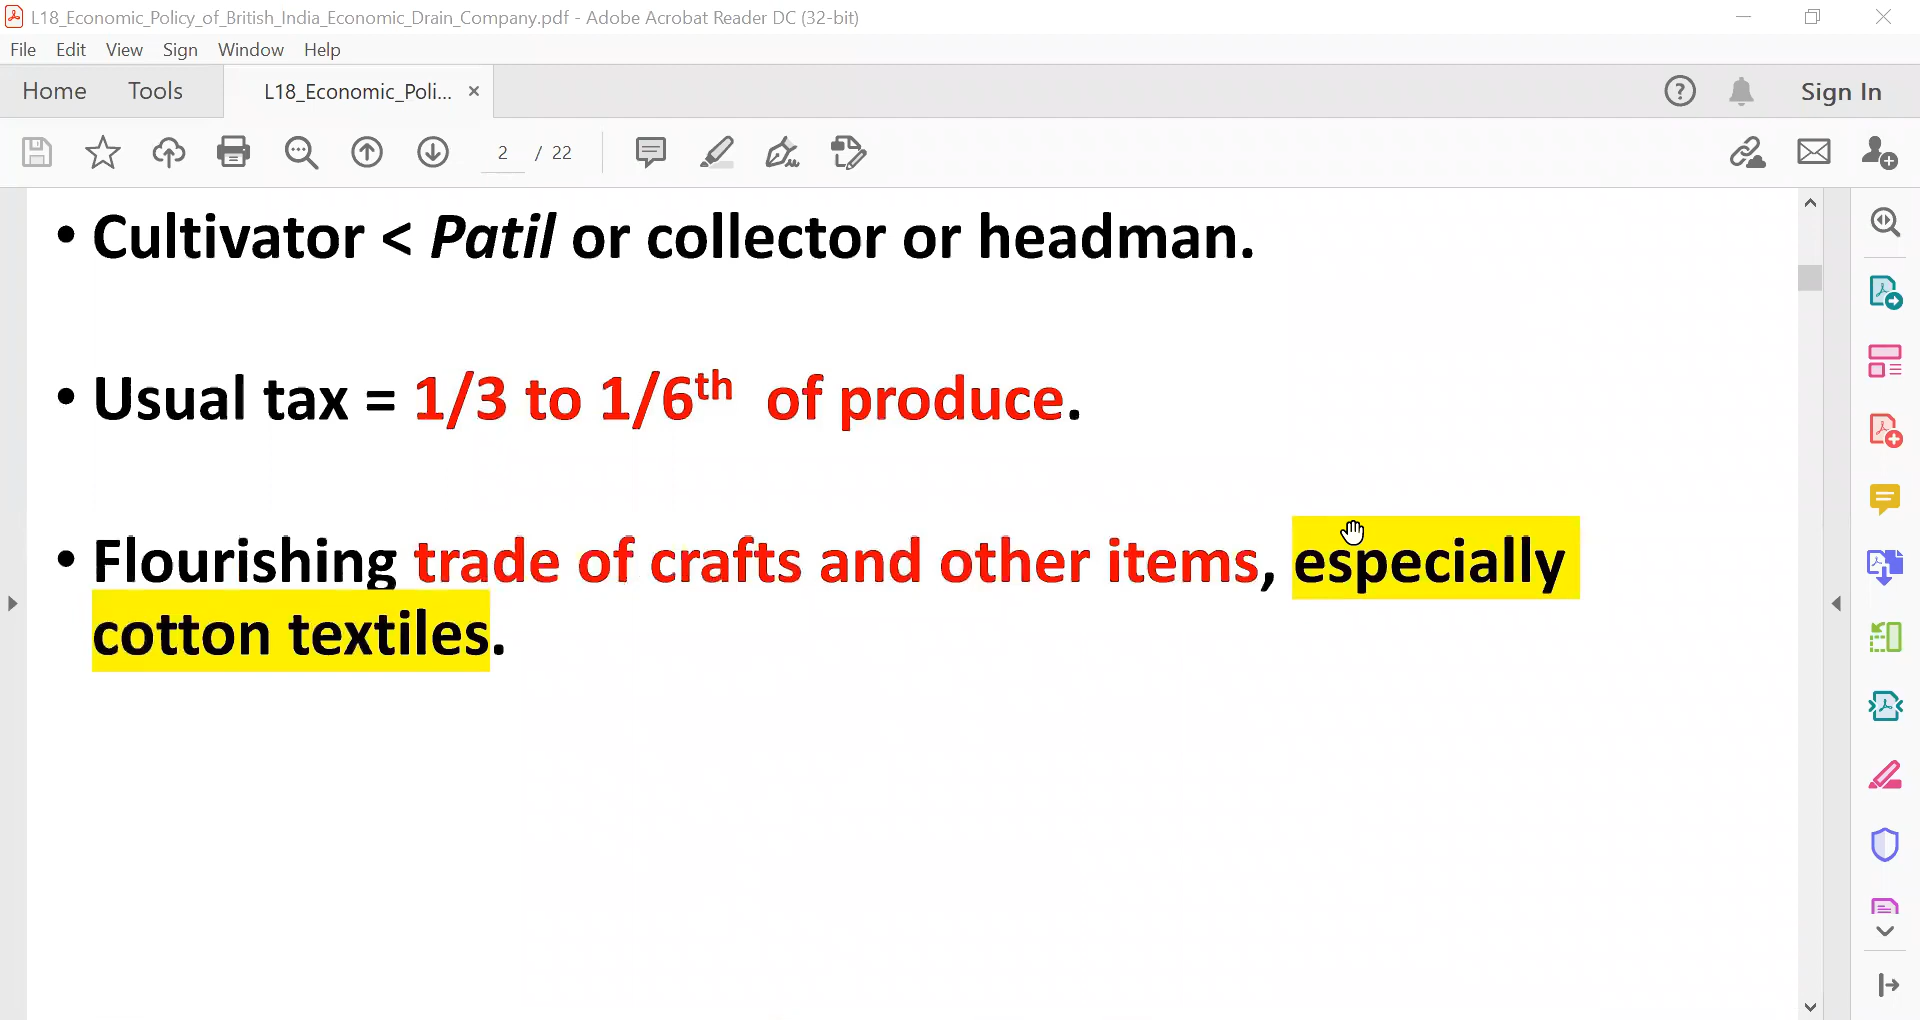 L18_Economic_Policy_of_British_India_Economic_Drain_Company.pdf - Adobe Acrobat Reader DC (32-bit)
File Edit View Sign Window Help
Home Tools L18_Economic_Poli... × Sign In
2 / 22
• Cultivator < Patil or collector or headman.
• Usual tax = 1/3 to 1/6th of produce.
• Flourishing trade of crafts and other items, especially
cotton textiles.